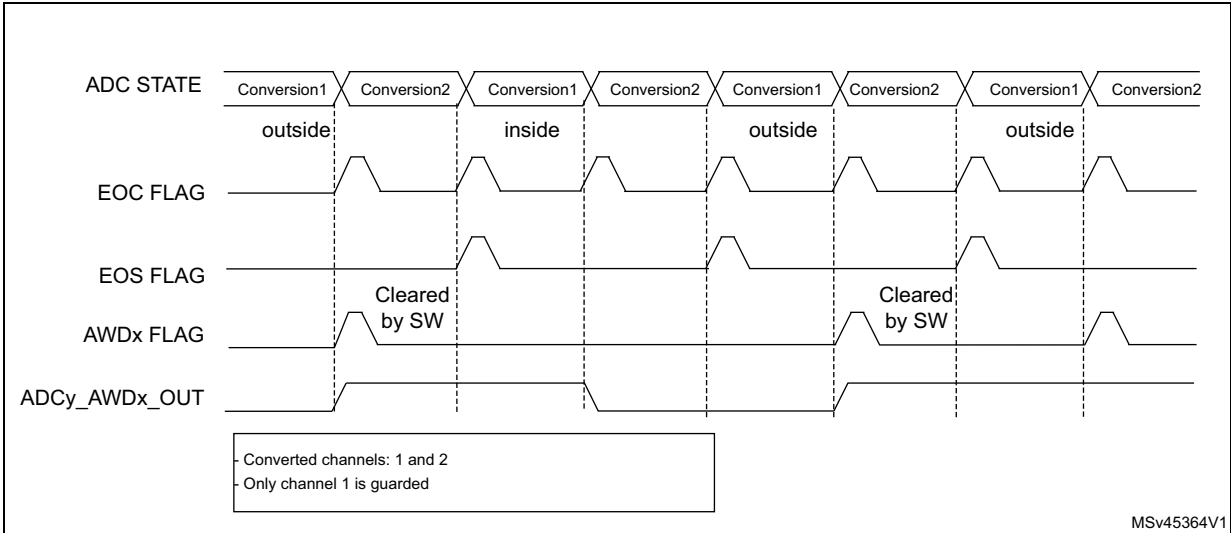 ADC STATE
Conversion1 Conversion2 Conversion1 Conversion2 Conversion1 Conversion2 Conversion1 Conversion2
outside inside outside outside
EOC FLAG
EOS FLAG
Cleared
by SW
Cleared
by SW
AWDx FLAG
ADCy_AWDx_OUT
- Converted channels: 1 and 2
- Only channel 1 is guarded
MSv45364V1